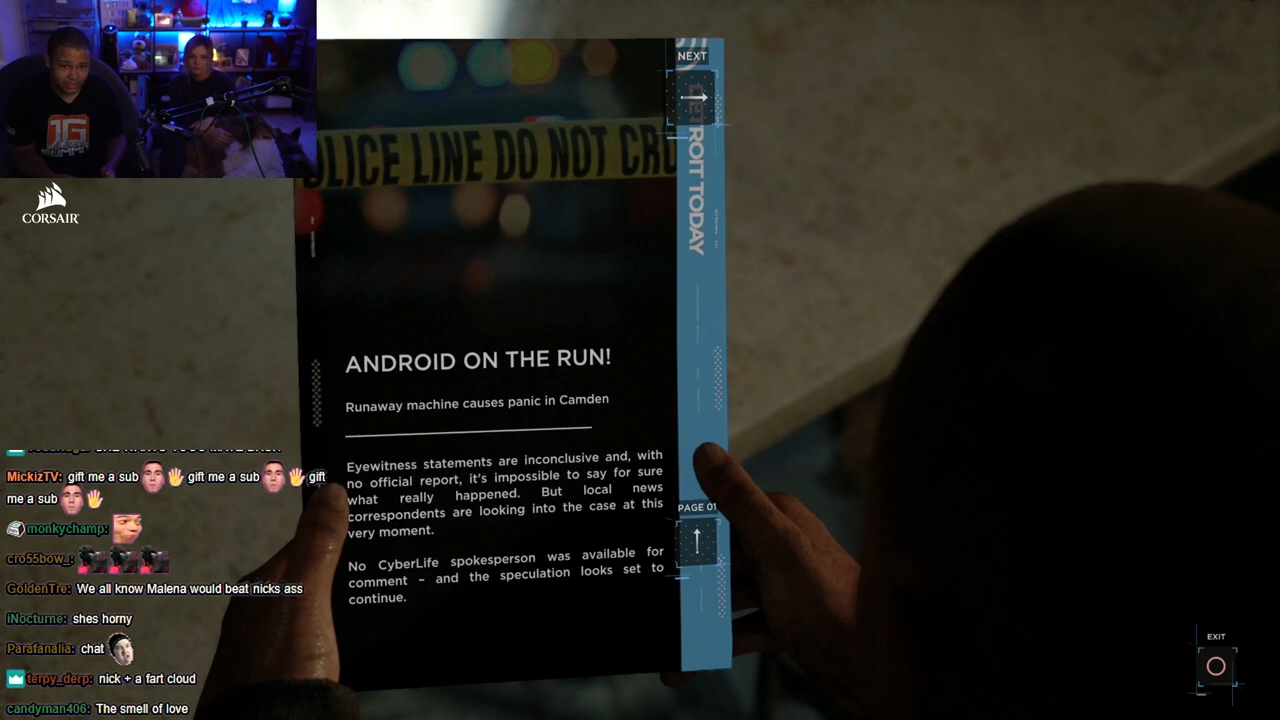 NEXT
DETROIT TODAY
POLICE LINE DO NOT CRO
CORSAIR
ANDROID ON THE RUN!
Runaway machine causes panic in Camden
Eyewitness statements are inconclusive and, with
no official report, it's impossible to say for sure
what really happened. But local news
correspondents are looking into the case at this
very moment.
No CyberLife spokesperson was available for
comment – and the speculation looks set to
continue.
PAGE 01
EXIT
MickizTV: gift me a sub gift me a sub gift
me a sub
monkychamp:
cro55bow_:
GoldenTre: We all know Malena would beat nicks ass
iNocturne: shes horny
Parafanalia: chat
terpy_derp: nick + a fart cloud
candyman406: The smell of love